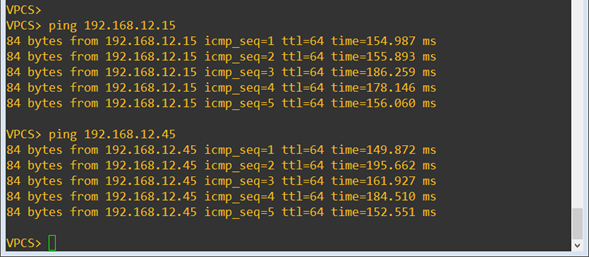 VPCS>
VPCS> ping 192.168.12.15
84 bytes from 192.168.12.15 icmp_seq=1 ttl=64 time=154.987 ms
84 bytes from 192.168.12.15 icmp_seq=2 ttl=64 time=155.893 ms
84 bytes from 192.168.12.15 icmp_seq=3 ttl=64 time=186.259 ms
84 bytes from 192.168.12.15 icmp_seq=4 ttl=64 time=178.146 ms
84 bytes from 192.168.12.15 icmp_seq=5 ttl=64 time=156.060 ms
VPCS> ping 192.168.12.45
84 bytes from 192.168.12.45 icmp_seq=1 ttl=64 time=149.872 ms
84 bytes from 192.168.12.45 icmp_seq=2 ttl=64 time=195.662 ms
84 bytes from 192.168.12.45 icmp_seq=3 ttl=64 time=161.927 ms
84 bytes from 192.168.12.45 icmp_seq=4 ttl=64 time=184.510 ms
84 bytes from 192.168.12.45 icmp_seq=5 ttl=64 time=152.551 ms
VPCS>